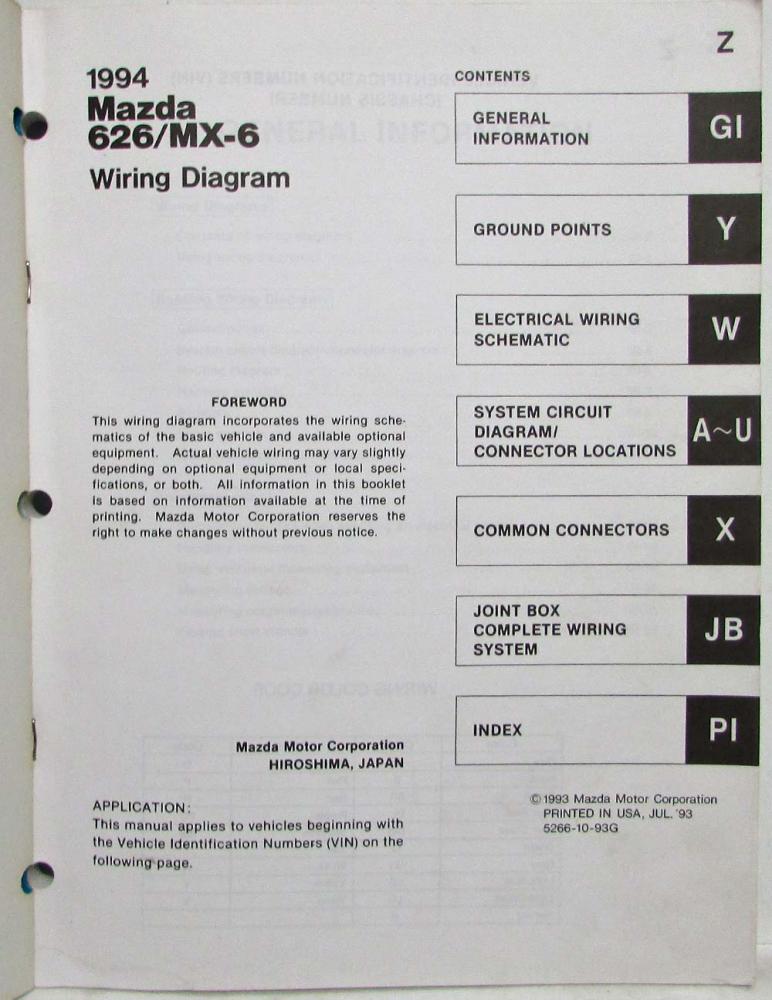 Z
1994
Mazda
626/MX-6
Wiring Diagram
FOREWORD
This wiring diagram incorporates the wiring sche-
matics of the basic vehicle and available optional
equipment. Actual vehicle wiring may vary slightly
depending on optional equipment or local speci-
fications, or both. All information in this booklet
is based on information available at the time of
printing. Mazda Motor Corporation reserves the
right to make changes without previous notice.
Mazda Motor Corporation
HIROSHIMA, JAPAN
APPLICATION:
This manual applies to vehicles beginning with
the Vehicle Identification Numbers (VIN) on the
following page.
CONTENTS
GENERAL
INFORMATION
GI
GROUND POINTS
Y
ELECTRICAL WIRING
SCHEMATIC
W
SYSTEM CIRCUIT
DIAGRAM/
CONNECTOR LOCATIONS
A~U
COMMON CONNECTORS
X
JOINT BOX
COMPLETE WIRING
SYSTEM
JB
INDEX
PI
©1993 Mazda Motor Corporation
PRINTED IN USA, JUL.'93
5266-10-93G